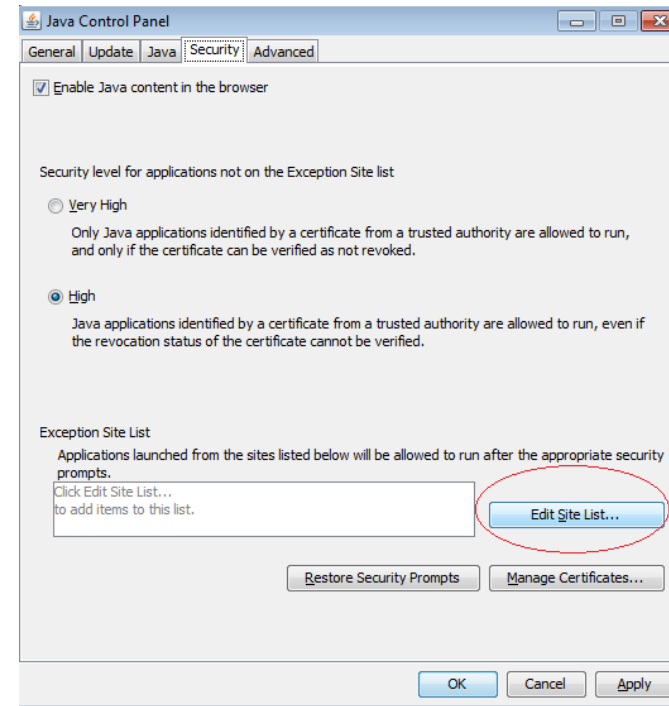 Java Control Panel
General Update Java Security Advanced
Enable Java content in the browser
Security level for applications not on the Exception Site list
Very High
Only Java applications identified by a certificate from a trusted authority are allowed to run,
and only if the certificate can be verified as not revoked.
High
Java applications identified by a certificate from a trusted authority are allowed to run, even if
the revocation status of the certificate cannot be verified.
Exception Site List
Applications launched from the sites listed below will be allowed to run after the appropriate security
prompts.
Click Edit Site List...
to add items to this list.
Edit Site List...
Restore Security Prompts Manage Certificates...
OK Cancel Apply